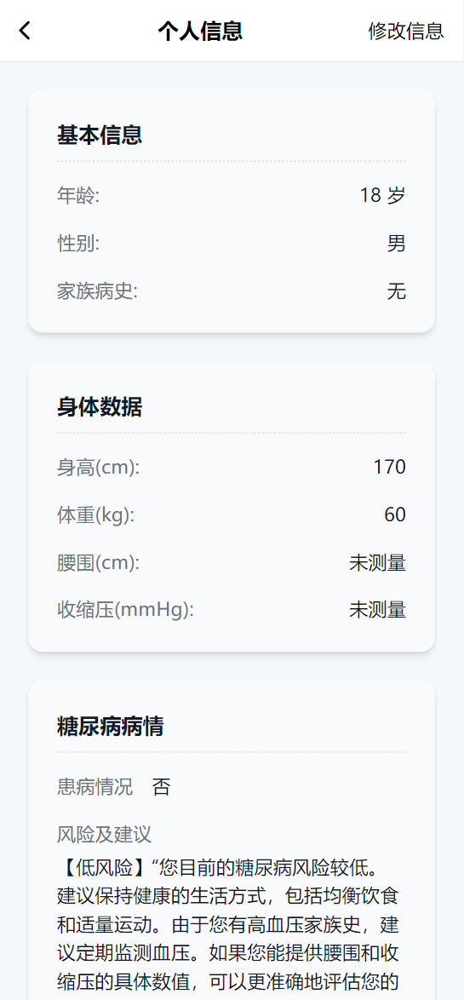 个人信息 修改信息
基本信息
年龄: 18 岁
性别: 男
家族病史: 无
身体数据
身高(cm): 170
体重(kg): 60
腰围(cm): 未测量
收缩压(mmHg): 未测量
糖尿病病情
患病情况 否
风险及建议
【低风险】“您目前的糖尿病风险较低。
建议保持健康的生活方式，包括均衡饮食
和适量运动。由于您有高血压家族史，建
议定期监测血压。如果您能提供腰围和收
缩压的具体数值，可以更准确地评估您的